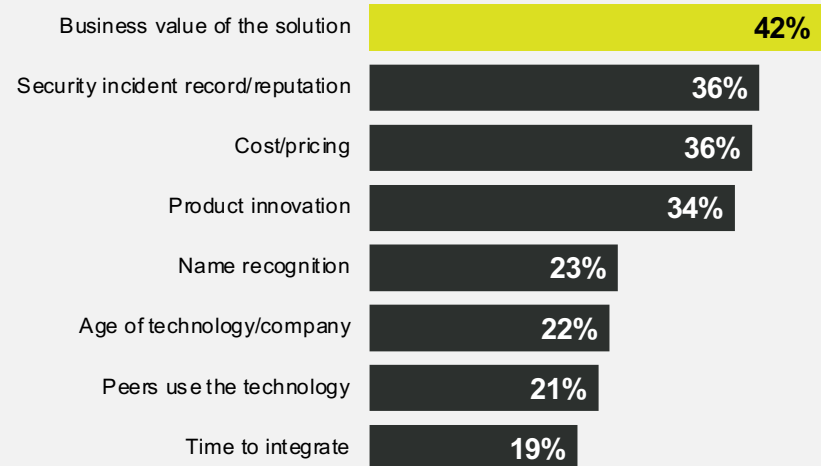 Business value of the solution 42%
Security incident record/reputation 36%
Cost/pricing 36%
Product innovation 34%
Name recognition 23%
Age of technology/company 22%
Peers use the technology 21%
Time to integrate 19%